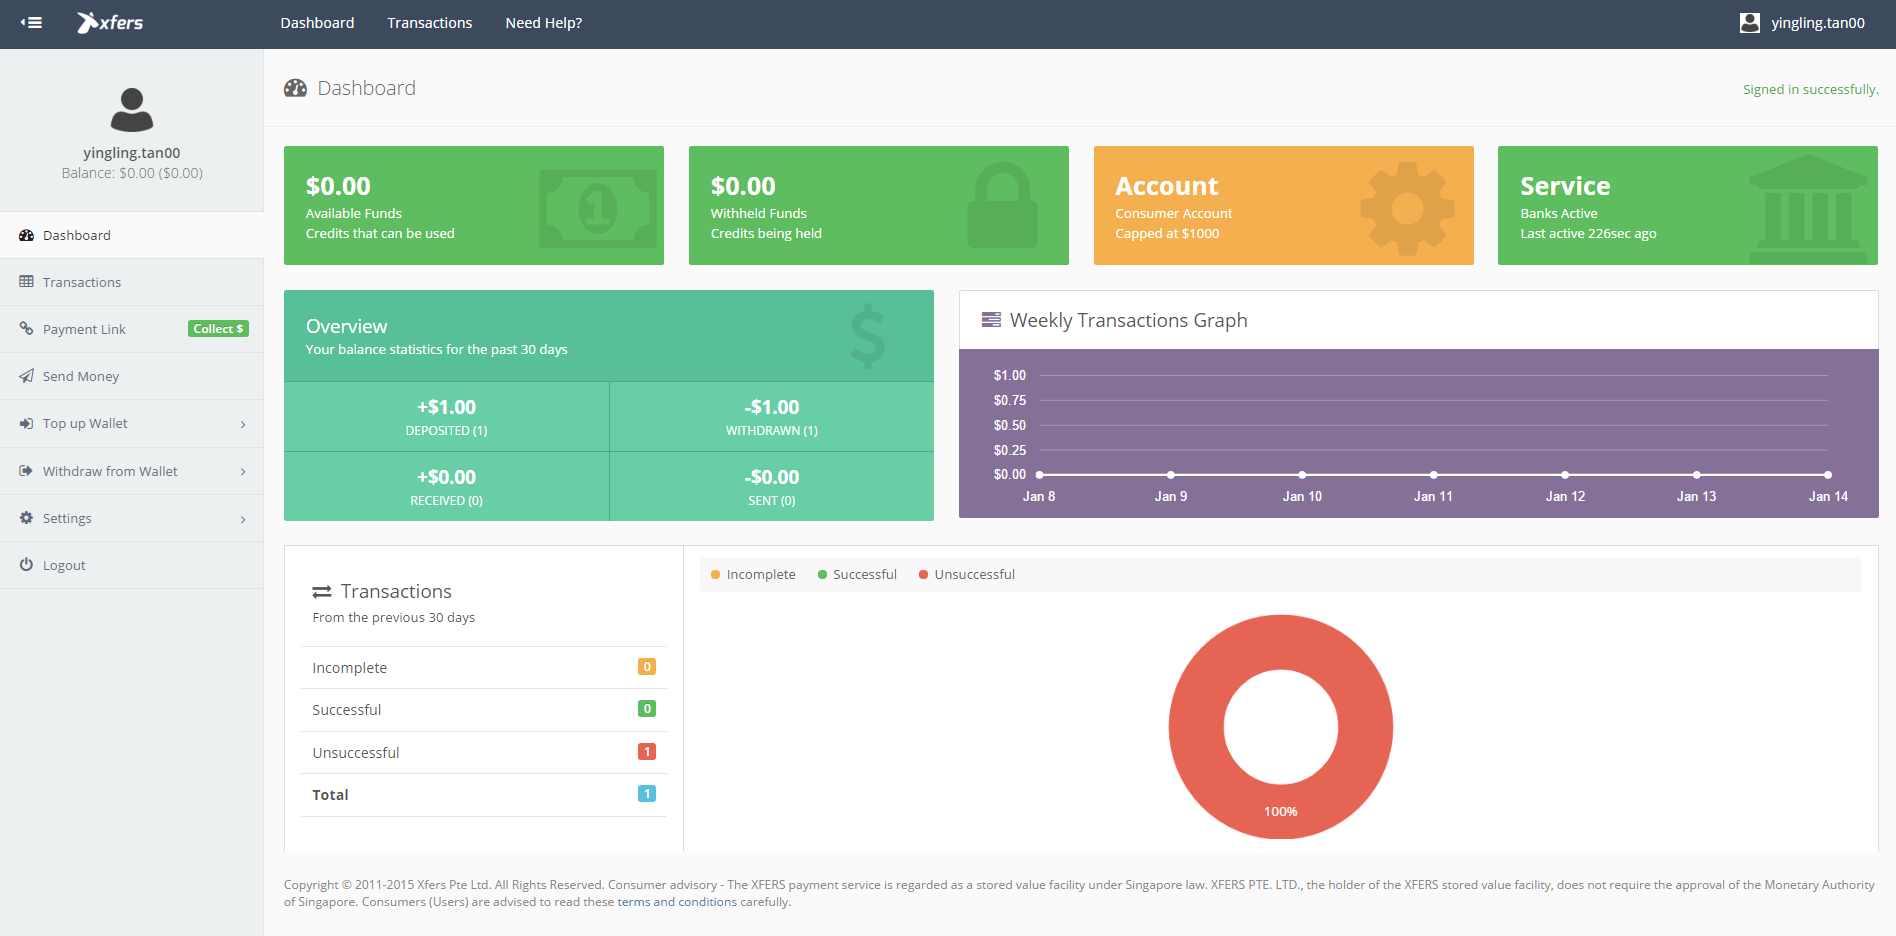 xfers
Dashboard
Transactions
Need Help?
yingling.tan00
yingling.tan00
Balance: $0.00 ($0.00)
Dashboard
Transactions
Payment Link
Collect $
Send Money
Top up Wallet
Withdraw from Wallet
Settings
Logout
Dashboard
Signed in successfully.
$0.00
Available Funds
Credits that can be used
1
$0.00
Withheld Funds
Credits being held
Account
Consumer Account
Capped at $1000
Service
Banks Active
Last active 226sec ago
Overview
Your balance statistics for the past 30 days
$
+$1.00
DEPOSITED (1)
-$1.00
WITHDRAWN (1)
+$0.00
RECEIVED (0)
-$0.00
SENT (0)
Weekly Transactions Graph
$1.00
$0.75
$0.50
$0.25
$0.00
Jan 8
Jan 9
Jan 10
Jan 11
Jan 12
Jan 13
Jan 14
Transactions
From the previous 30 days
Incomplete 0
Successful 0
Unsuccessful 1
Total 1
Incomplete
Successful
Unsuccessful
100%
Copyright © 2011-2015 Xfers Pte Ltd. All Rights Reserved. Consumer advisory - The XFERS payment service is regarded as a stored value facility under Singapore law. XFERS PTE. LTD., the holder of the XFERS stored value facility, does not require the approval of the Monetary Authority
of Singapore. Consumers (Users) are advised to read these terms and conditions carefully.